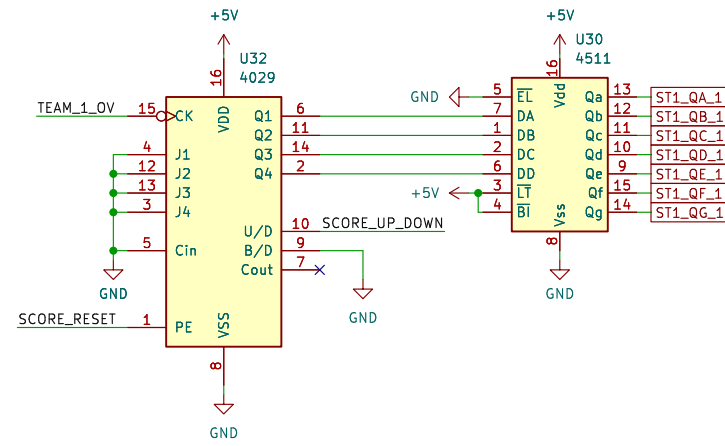 +5V
+5V
U32
4029
U30
4511
16
VDD
16
Vdd
TEAM_1_OV
15
CK
Q1
6
11
Q2
4
J1
Q3
14
12
J2
Q4
2
13
J3
3
J4
U/D
10
SCORE_UP_DOWN
5
Cin
B/D
9
Cout
7
GND
GND
SCORE_RESET
1
PE
VSS
8
GND
GND
5
EL
Qa
13
ST1_QA_1
7
DA
Qb
12
ST1_QB_1
1
DB
Qc
11
ST1_QC_1
2
DC
Qd
10
ST1_QD_1
6
DD
Qe
9
ST1_QE_1
+5V
3
LT
Qf
15
ST1_QF_1
4
BI
Qg
14
ST1_QG_1
Vss
8
GND